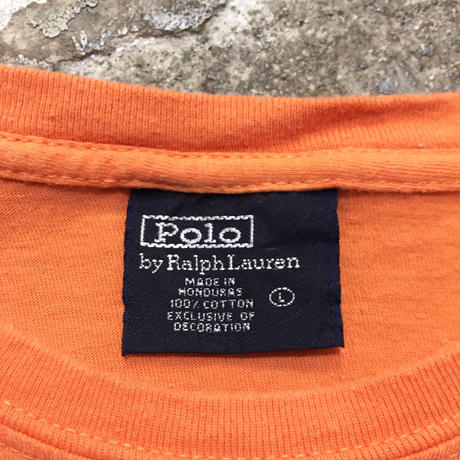 Polo
by Ralph Lauren
MADE IN
HONDURAS
100% COTTON
EXCLUSIVE OF
DECORATION
L